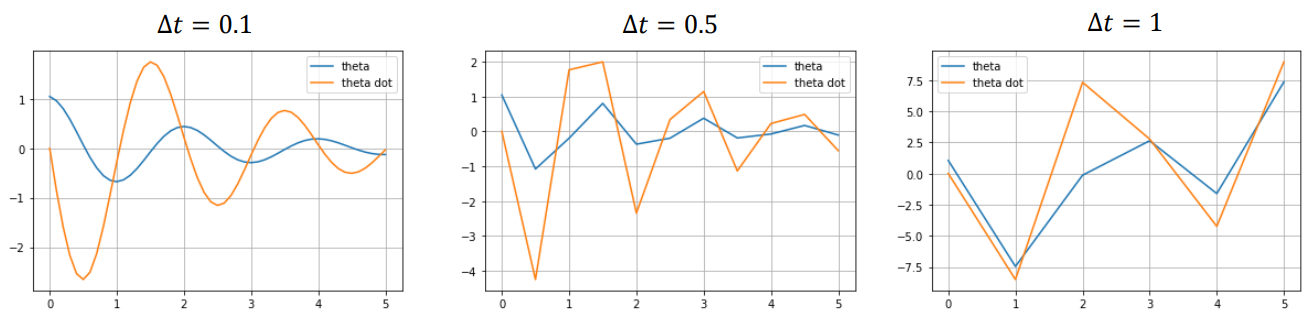 Δt = 0.1
theta
theta dot
1
0
−1
−2
0 1 2 3 4 5
Δt = 0.5
theta
theta dot
2
1
0
−1
−2
−3
−4
0 1 2 3 4 5
Δt = 1
theta
theta dot
7.5
5.0
2.5
0.0
−2.5
−5.0
−7.5
0 1 2 3 4 5